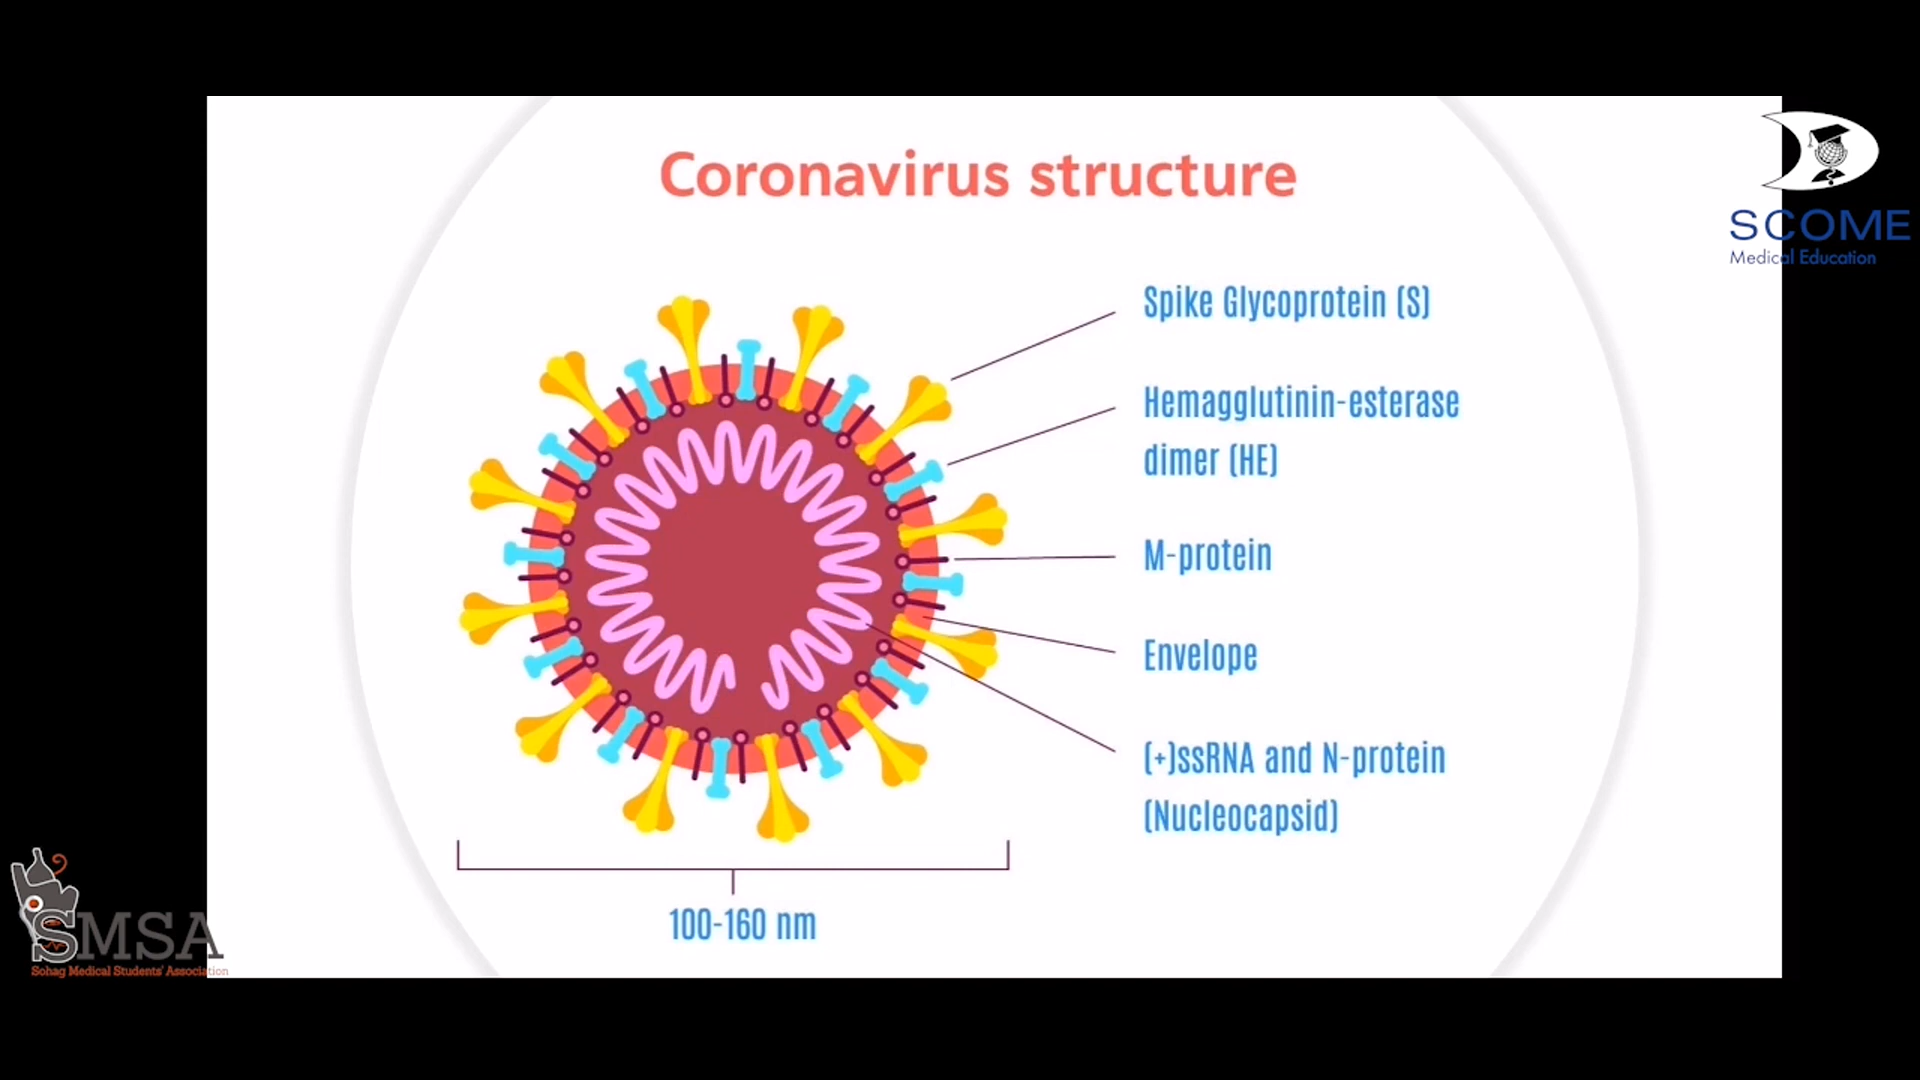 Coronavirus structure
SCOME
Medical Education
Spike Glycoprotein (S)
Hemagglutinin-esterase
dimer (HE)
M-protein
Envelope
(+)ssRNA and N-protein
(Nucleocapsid)
100-160 nm
SMSA
Sohag Medical Students' Association